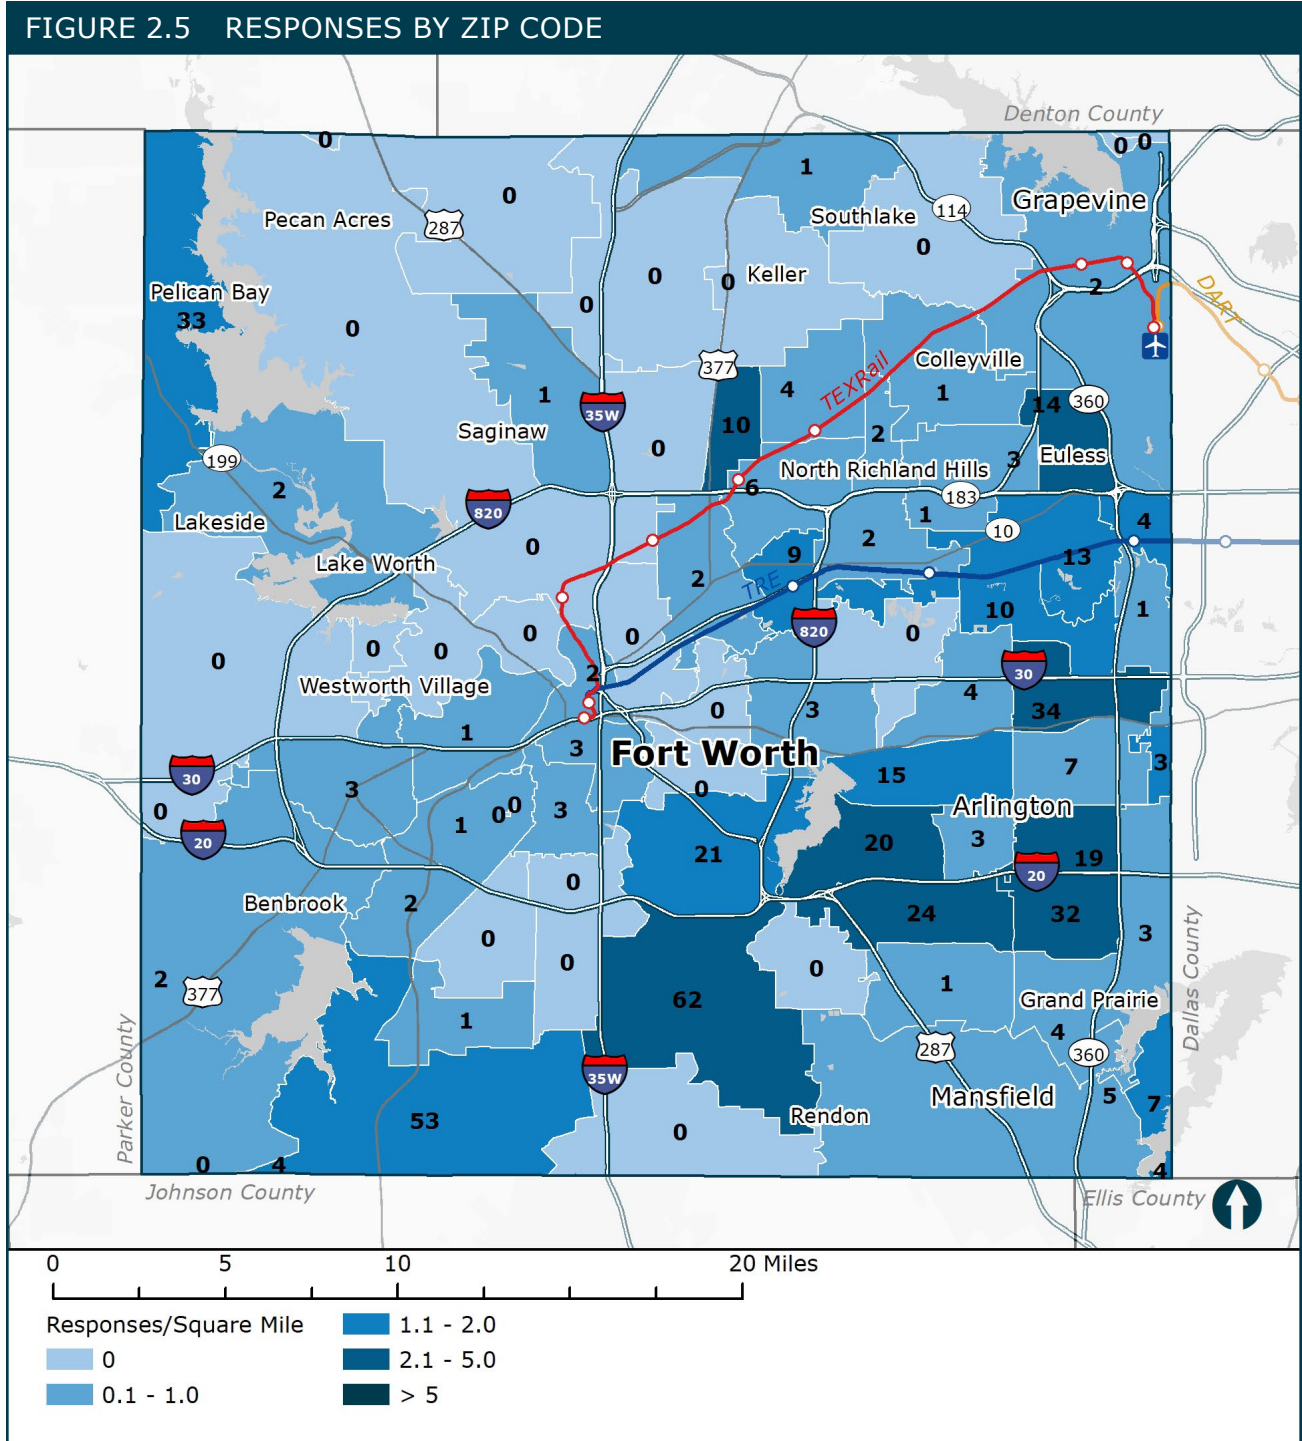 FIGURE 2.5 RESPONSES BY ZIP CODE
Denton County
0
0 0
1
0
Grapevine
Pecan Acres
287
Southlake
114
0
Keller
0
0
2
Pelican Bay
33
0
0
DART
377
Colleyville
TEXRail
4
1
1
35W
360
14
10
Saginaw
2
0
Euless
199
North Richland Hills
3
2
6
183
820
Lakeside
1
4
10
2
0
9
13
Lake Worth
2
TRE
10
1
820
0
0
0
0
0
0
30
2
Westworth Village
4
0
3
34
1
3
Fort Worth
3
7
30
15
0
3
Arlington
0
0
0
3
1
3
20
20
19
21
0
20
Benbrook
2
24
32
3
0
0
0
2
377
1
62
Grand Prairie
Dallas County
1
4
287
360
Parker County
35W
Mansfield
5
7
Rendon
53
0
0
4
4
Johnson County
Ellis County
0 5 10 20 Miles
Responses/Square Mile
0
0.1 - 1.0
1.1 - 2.0
2.1 - 5.0
> 5